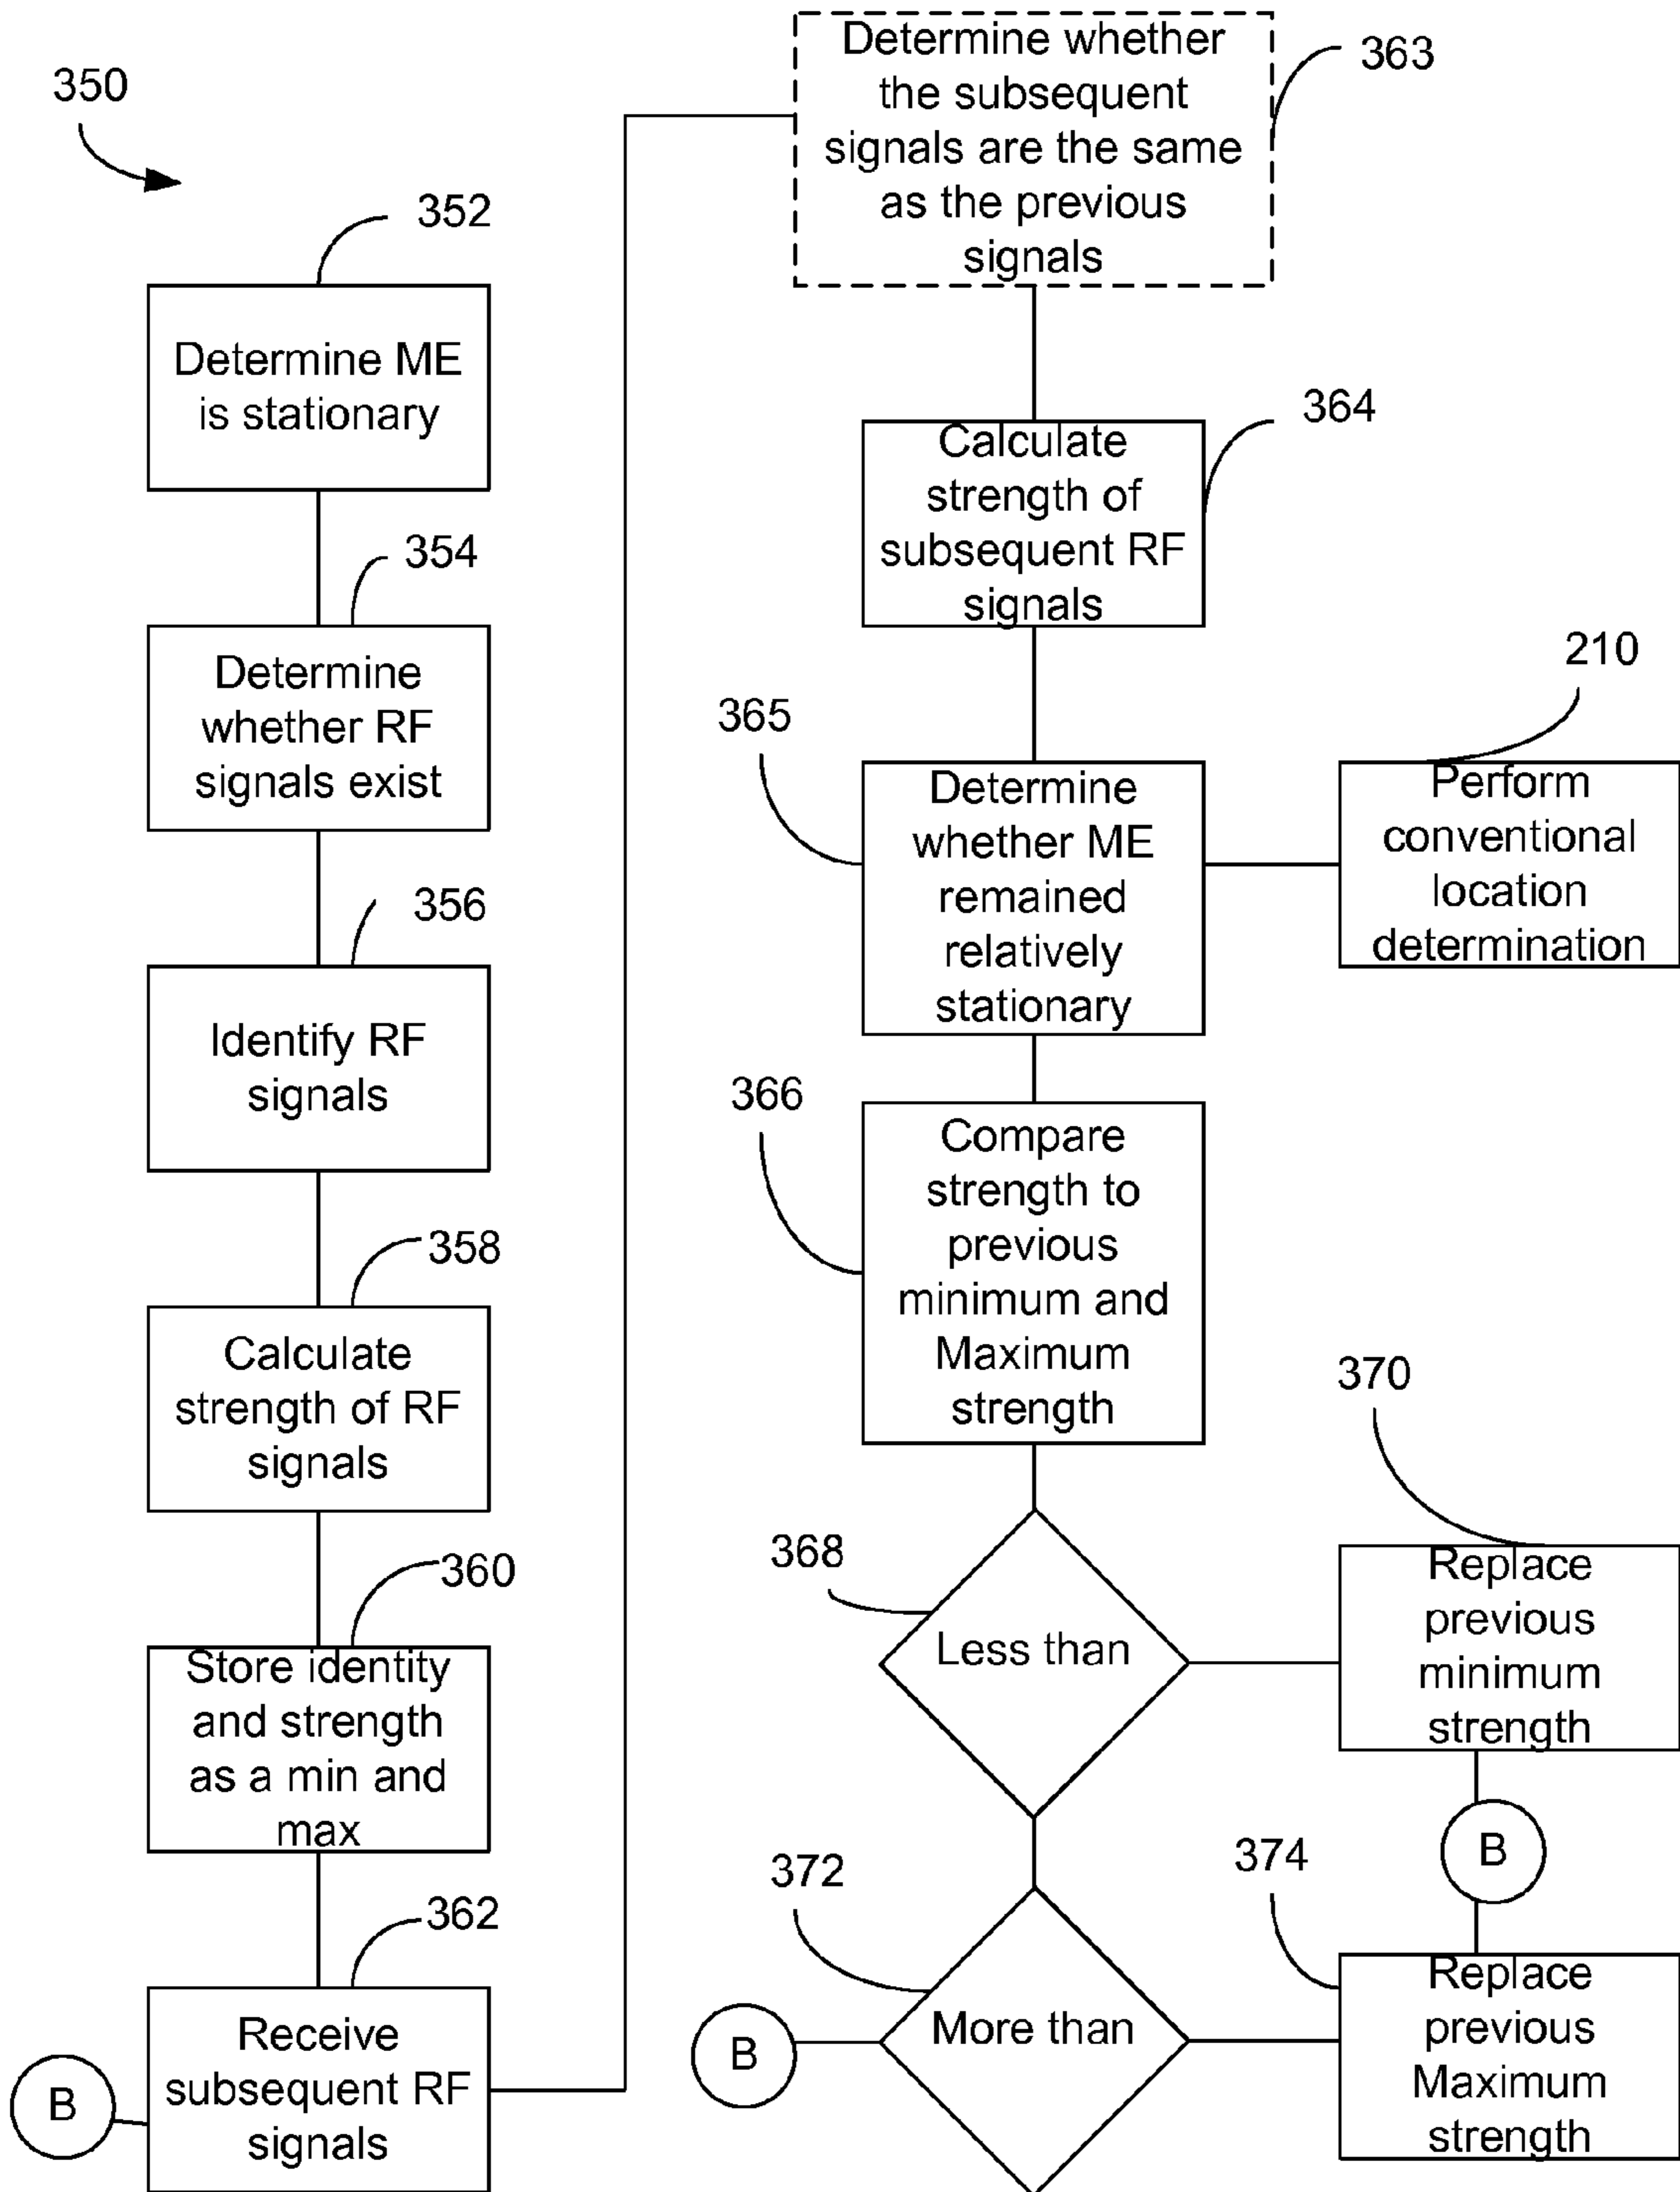 350
352
Determine ME
is stationary
354
Determine
whether RF
signals exist
356
Identify RF
signals
358
Calculate
strength of RF
signals
360
Store identity
and strength
as a min and
max
362
Receive
subsequent RF
signals
B
363
Determine whether
the subsequent
signals are the same
as the previous
signals
364
Calculate
strength of
subsequent RF
signals
365
Determine
whether ME
remained
relatively
stationary
210
Perform
conventional
location
determination
366
Compare
strength to
previous
minimum and
Maximum
strength
368
Less than
370
Replace
previous
minimum
strength
B
372
More than
B
374
Replace
previous
Maximum
strength